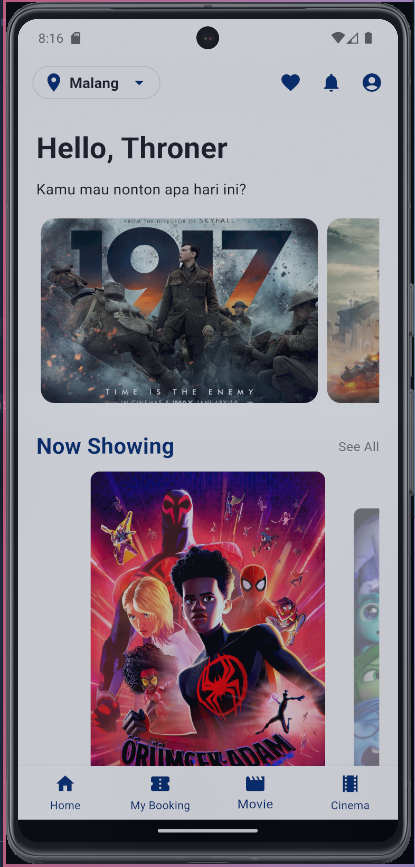 8:16
Malang
Hello, Throner
Kamu mau nonton apa hari ini?
FROM THE DIRECTOR OF SKYFALL
1917
TIME IS THE ENEMY
IN CINEMAS & IMAX JANUARY 10
Now Showing
See All
ÖRÜMCEK-ADAM
Home
My Booking
Movie
Cinema